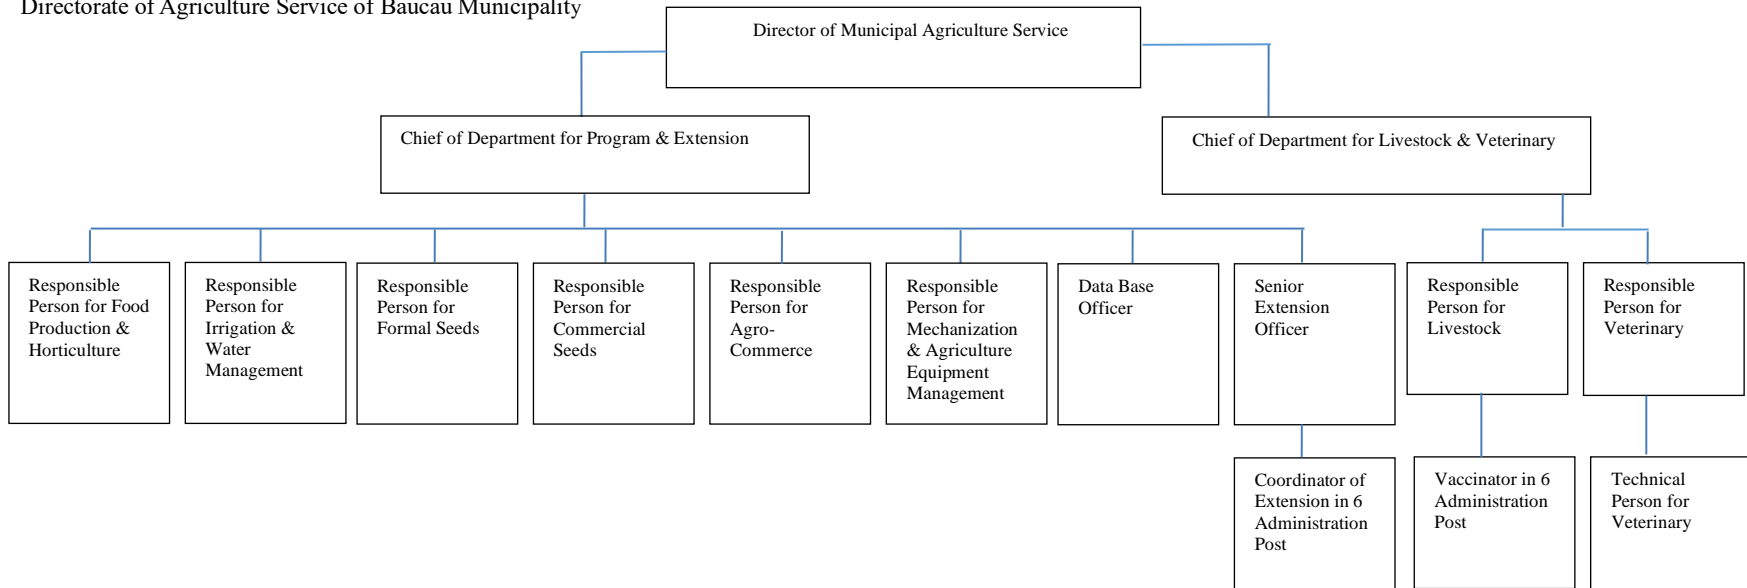 Directorate of Agriculture Service of Baucau Municipality
Director of Municipal Agriculture Service
Chief of Department for Program & Extension
Chief of Department for Livestock & Veterinary
Responsible
Person for Food
Production &
Horticulture
Responsible
Person for
Irrigation &
Water
Management
Responsible
Person for
Formal Seeds
Responsible
Person for
Commercial
Seeds
Responsible
Person for
Agro-
Commerce
Responsible
Person for
Mechanization
& Agriculture
Equipment
Management
Data Base
Officer
Senior
Extension
Officer
Responsible
Person for
Livestock
Responsible
Person for
Veterinary
Coordinator of
Extension in 6
Administration
Post
Vaccinator in 6
Administration
Post
Technical
Person for
Veterinary